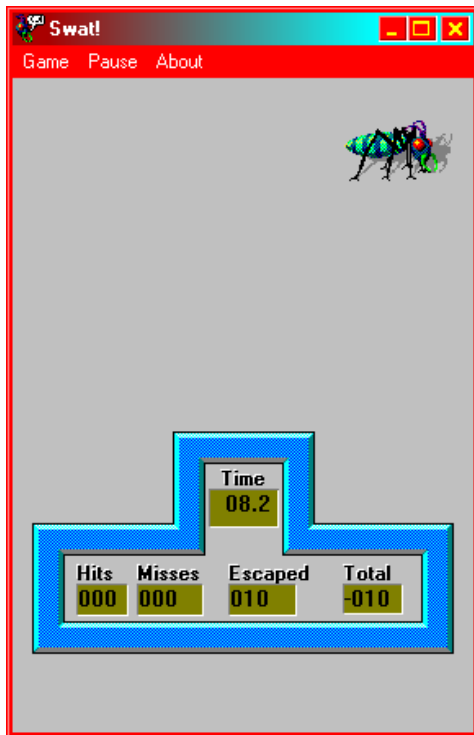 Swat!
Game Pause About
Time
08.2
Hits Misses Escaped Total
000 000 010 -010